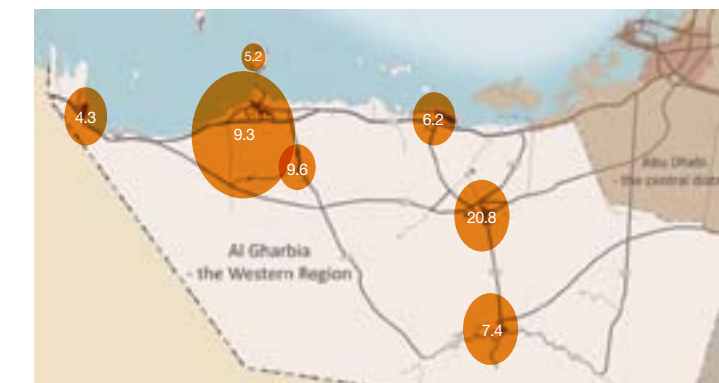 5.2
4.3
9.3
6.2
9.6
Abu Dhabi
- the central distr
20.8
Al Gharbia
- the Western Region
7.4